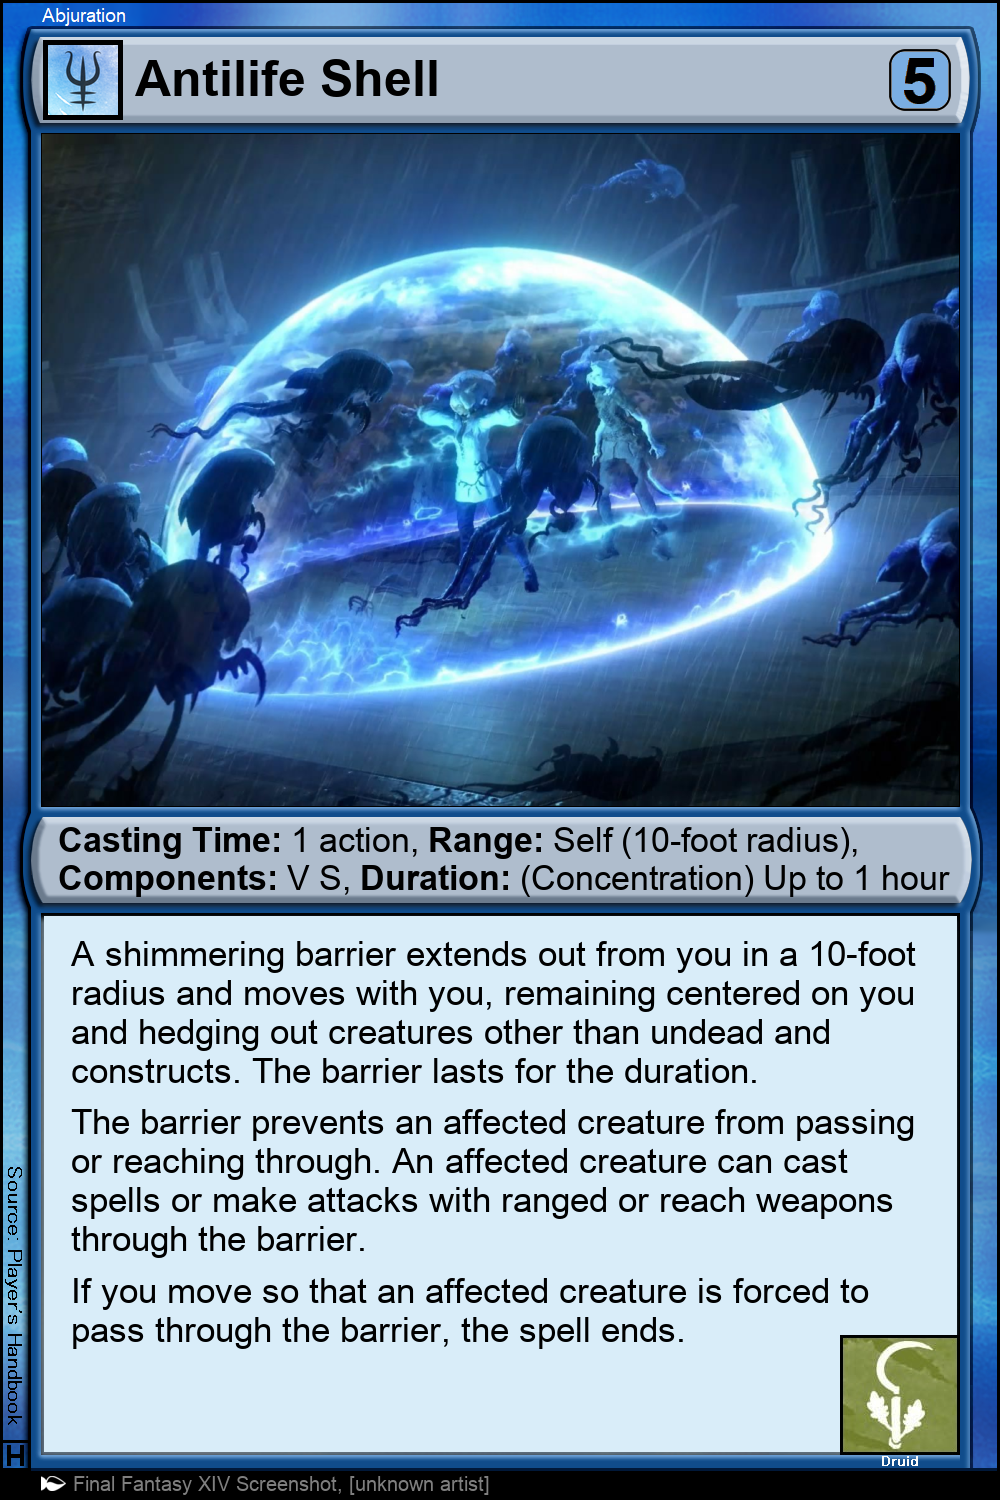 Abjuration
Antilife Shell
5
Casting Time: 1 action, Range: Self (10-foot radius),
Components: V S, Duration: (Concentration) Up to 1 hour
A shimmering barrier extends out from you in a 10-foot
radius and moves with you, remaining centered on you
and hedging out creatures other than undead and
constructs. The barrier lasts for the duration.
The barrier prevents an affected creature from passing
or reaching through. An affected creature can cast
spells or make attacks with ranged or reach weapons
through the barrier.
If you move so that an affected creature is forced to
pass through the barrier, the spell ends.
Source: Player's Handbook
H
Druid
Final Fantasy XIV Screenshot, [unknown artist]